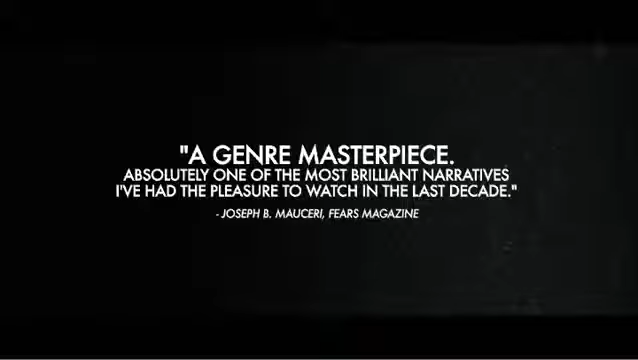 "A GENRE MASTERPIECE.
ABSOLUTELY ONE OF THE MOST BRILLIANT NARRATIVES
I'VE HAD THE PLEASURE TO WATCH IN THE LAST DECADE."
- JOSEPH B. MAUCERI, FEARS MAGAZINE